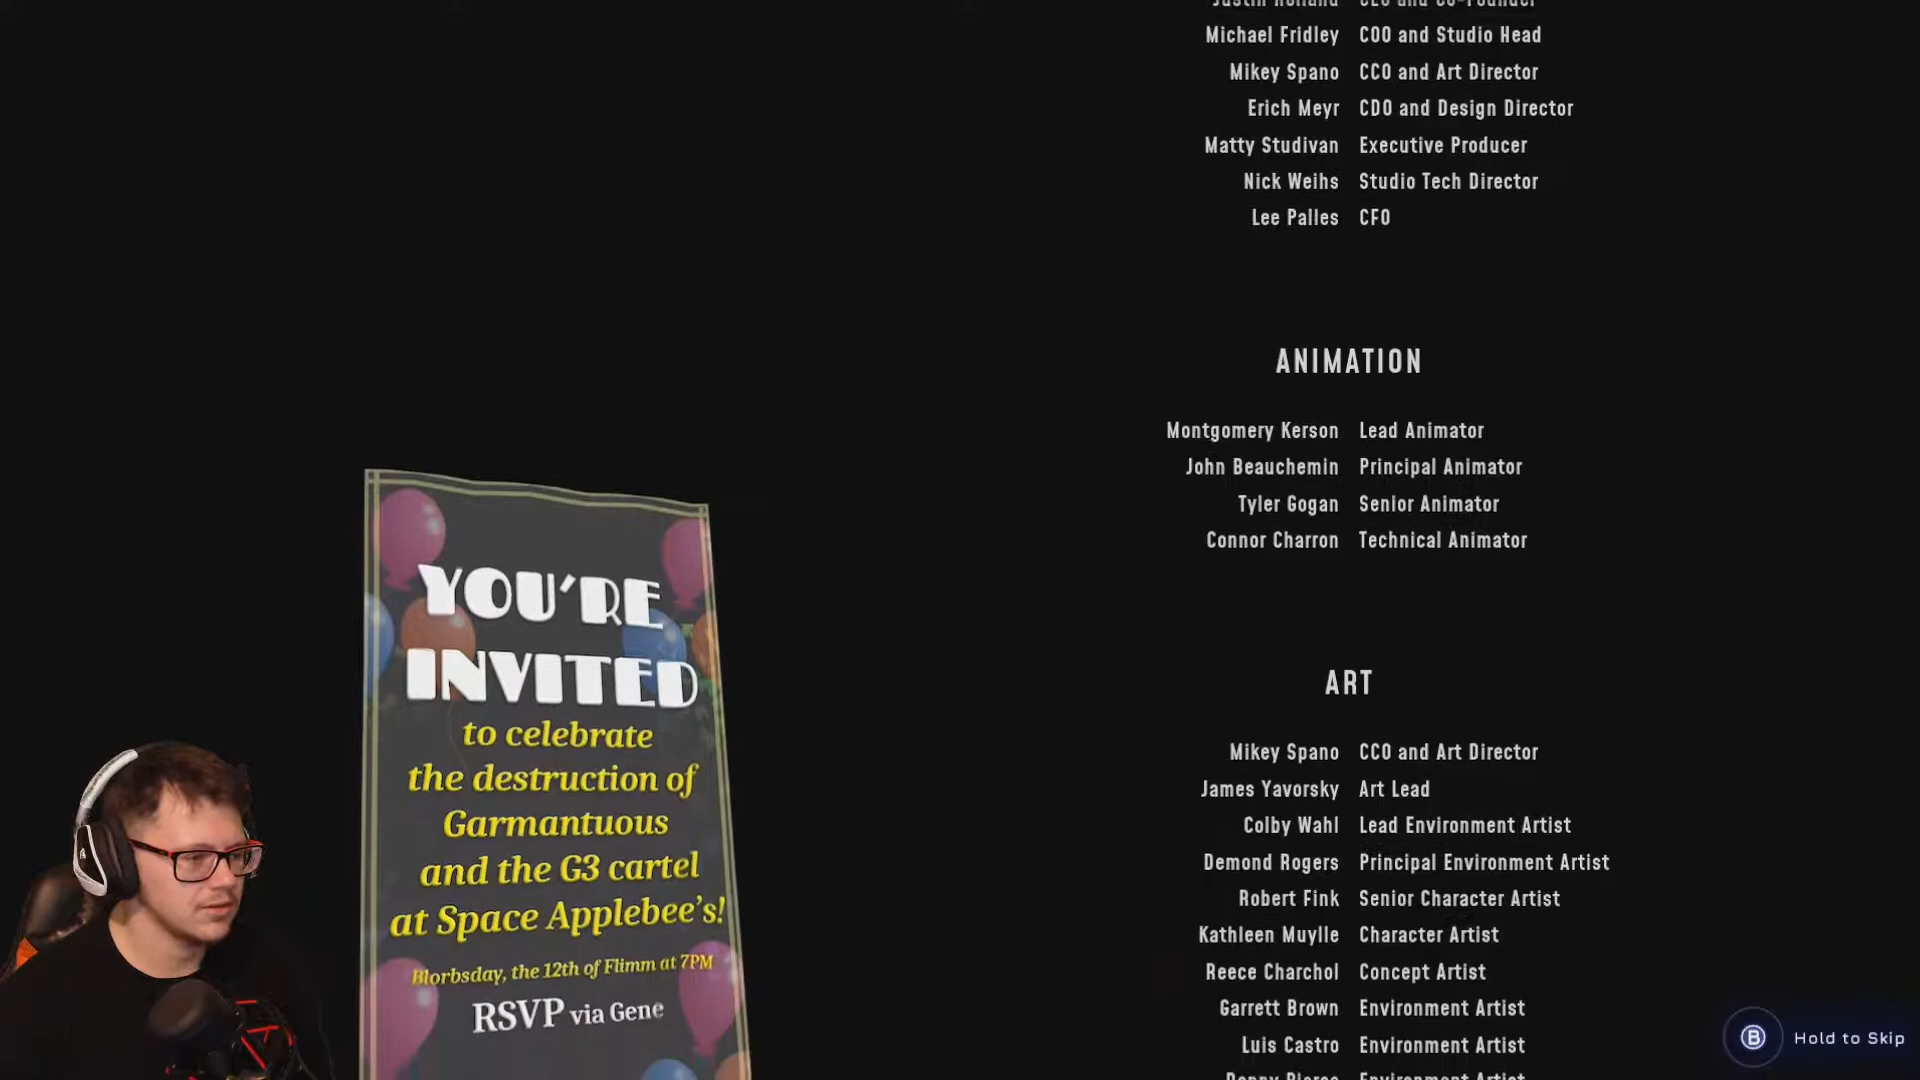 CEO and Co-Founder
Michael Fridley COO and Studio Head
Mikey Spano CCO and Art Director
Erich Meyr CDO and Design Director
Matty Studivan Executive Producer
Nick Weihs Studio Tech Director
Lee Palles CFO
ANIMATION
Montgomery Kerson Lead Animator
John Beauchemin Principal Animator
Tyler Gogan Senior Animator
Connor Charron Technical Animator
ART
Mikey Spano CCO and Art Director
James Yavorsky Art Lead
Colby Wahl Lead Environment Artist
Demond Rogers Principal Environment Artist
Robert Fink Senior Character Artist
Kathleen Muylle Character Artist
Reece Charchol Concept Artist
Garrett Brown Environment Artist
Luis Castro Environment Artist
Environment Artist
YOU'RE
INVITED
to celebrate
the destruction of
Garmantuous
and the G3 cartel
at Space Applebee's!
Blorbsday, the 12th of Flimm at 7PM
RSVP via Gene
B Hold to Skip